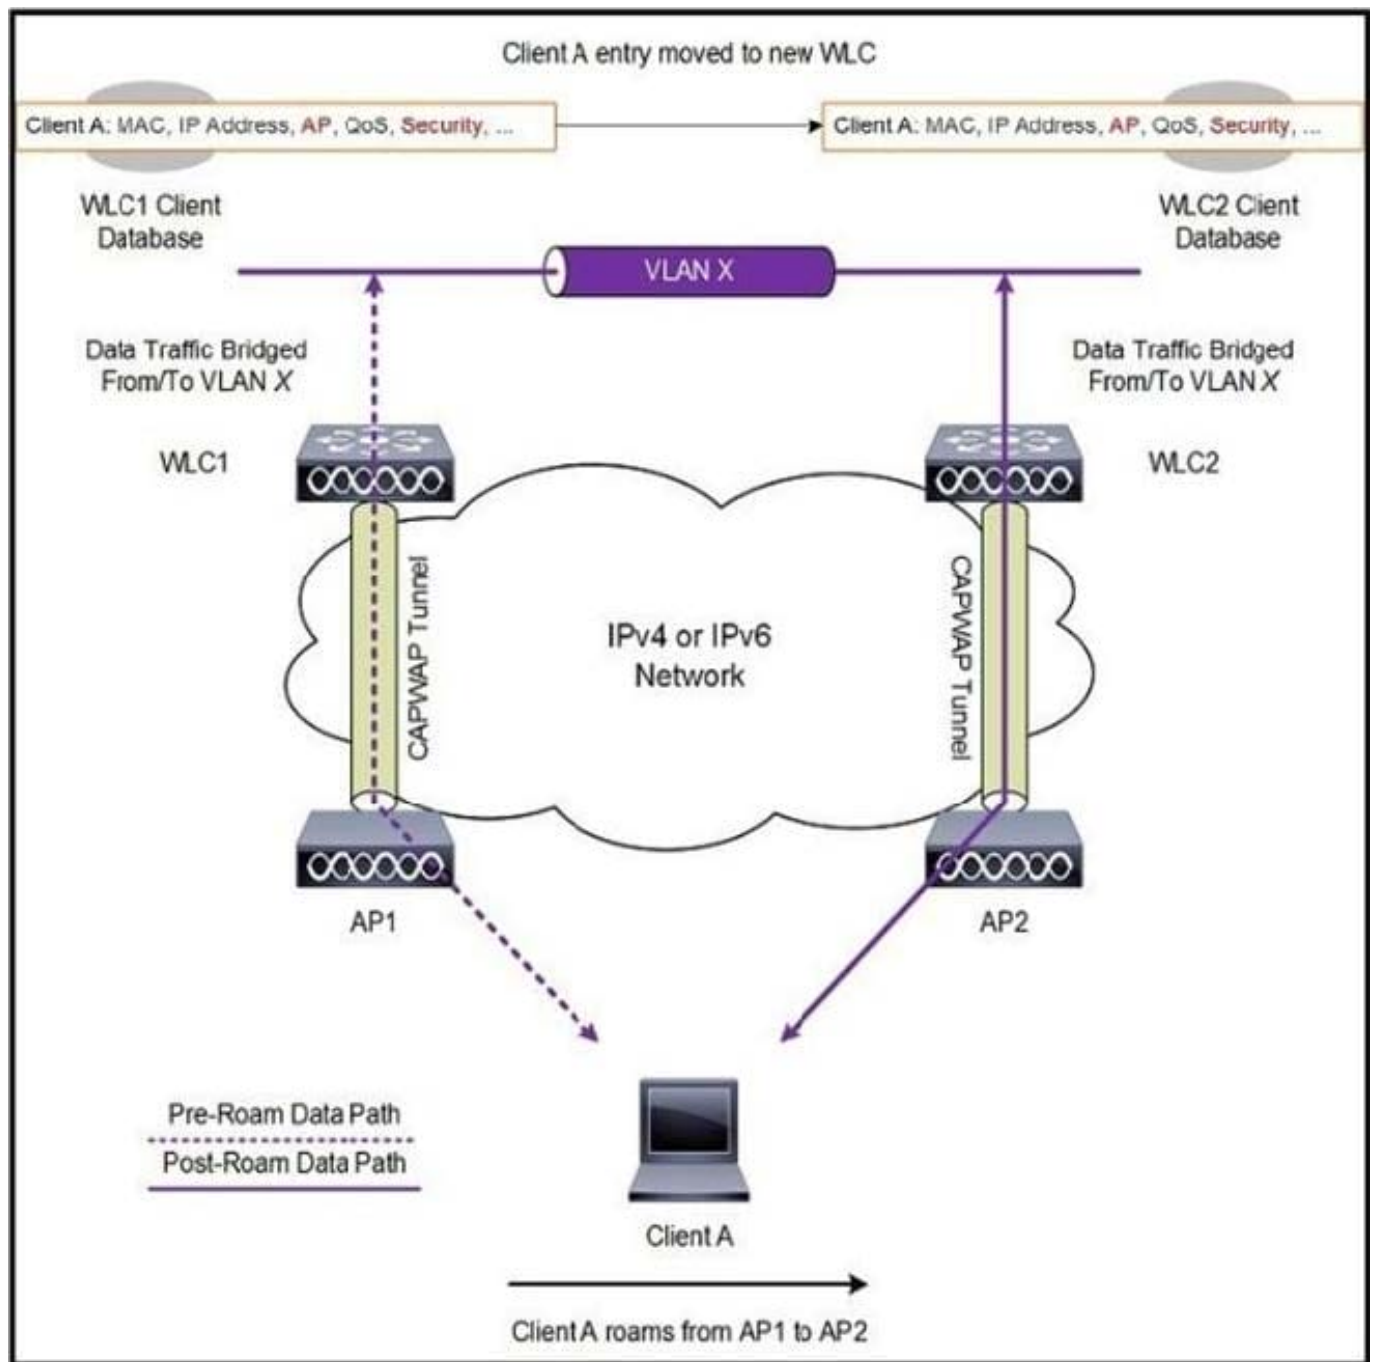 Client A entry moved to new WLC
Client A: MAC, IP Address, AP, QoS, Security, ...
Client A: MAC, IP Address, AP, QoS, Security, ...
WLC1 Client
Database
WLC2 Client
Database
VLAN X
Data Traffic Bridged
From/To VLAN X
Data Traffic Bridged
From/To VLAN X
WLC1
WLC2
CAPWAP Tunnel
CAPWAP Tunnel
IPv4 or IPv6
Network
AP1
AP2
Pre-Roam Data Path
Post-Roam Data Path
Client A
Client A roams from AP1 to AP2